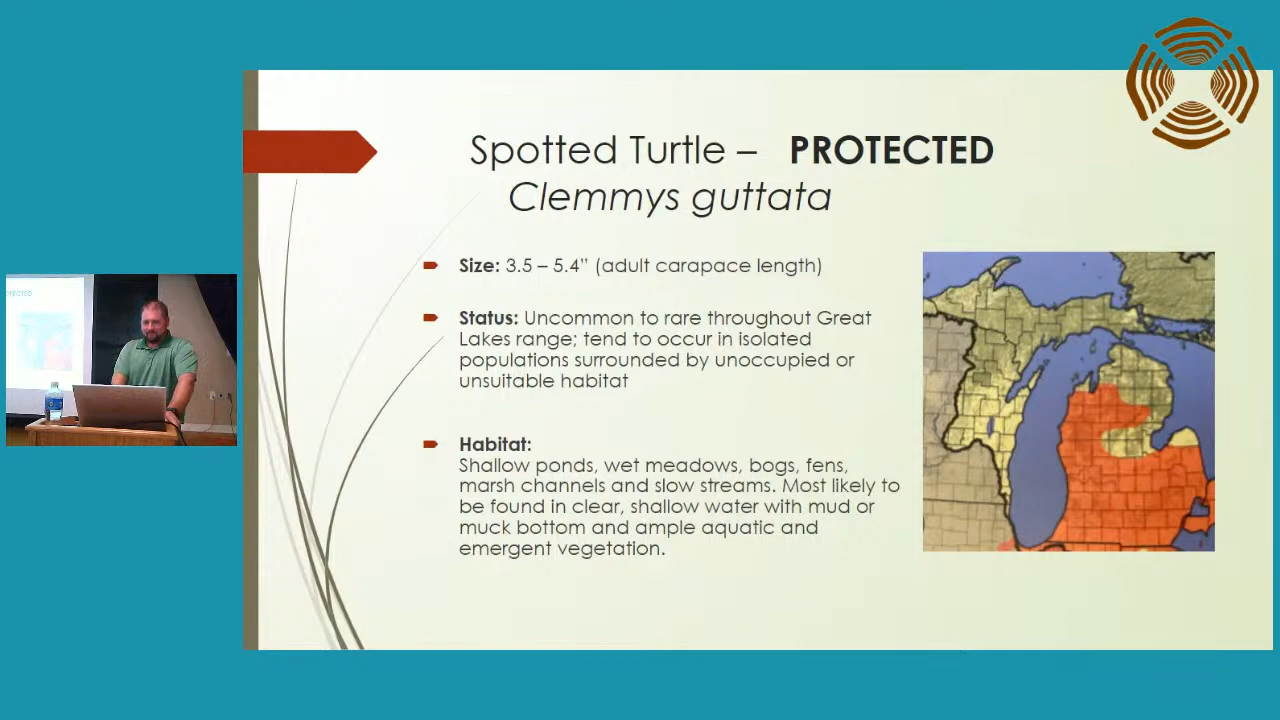 Spotted Turtle – PROTECTED
Clemmys guttata
Size: 3.5 – 5.4” (adult carapace length)
Status: Uncommon to rare throughout Great
Lakes range; tend to occur in isolated
populations surrounded by unoccupied or
unsuitable habitat
Habitat:
Shallow ponds, wet meadows, bogs, fens,
marsh channels and slow streams. Most likely to
be found in clear, shallow water with mud or
muck bottom and ample aquatic and
emergent vegetation.